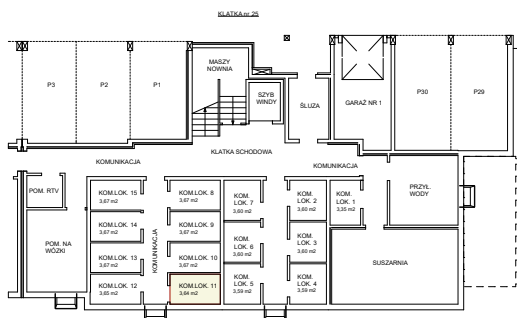 KLATKA nr 25
P3
P2
P1
MASZY
NOWNIA
SZYB
WINDY
ŚLUZA
GARAŻ NR 1
P30
P29
KOMUNIKACJA
KLATKA SCHODOWA
KOMUNIKACJA
POM. RTV
POM. NA
WÓZKI
KOM.LOK. 15
3,67 m2
KOM.LOK. 14
3,67 m2
KOM.LOK. 13
3,67 m2
KOM.LOK. 12
3,65 m2
KOMUNIKACJA
KOM.LOK. 8
3,67 m2
KOM.LOK. 9
3,67 m2
KOM.LOK. 10
3,67 m2
KOM.LOK. 11
3,64 m2
KOM.
LOK. 7
3,60 m2
KOM.
LOK. 6
3,60 m2
KOM.
LOK. 5
3,59 m2
KOM.
LOK. 2
3,60 m2
KOM.
LOK. 3
3,60 m2
KOM.
LOK. 4
3,59 m2
KOM.
LOK. 1
3,35 m2
PRZYŁ.
WODY
SUSZARNIA